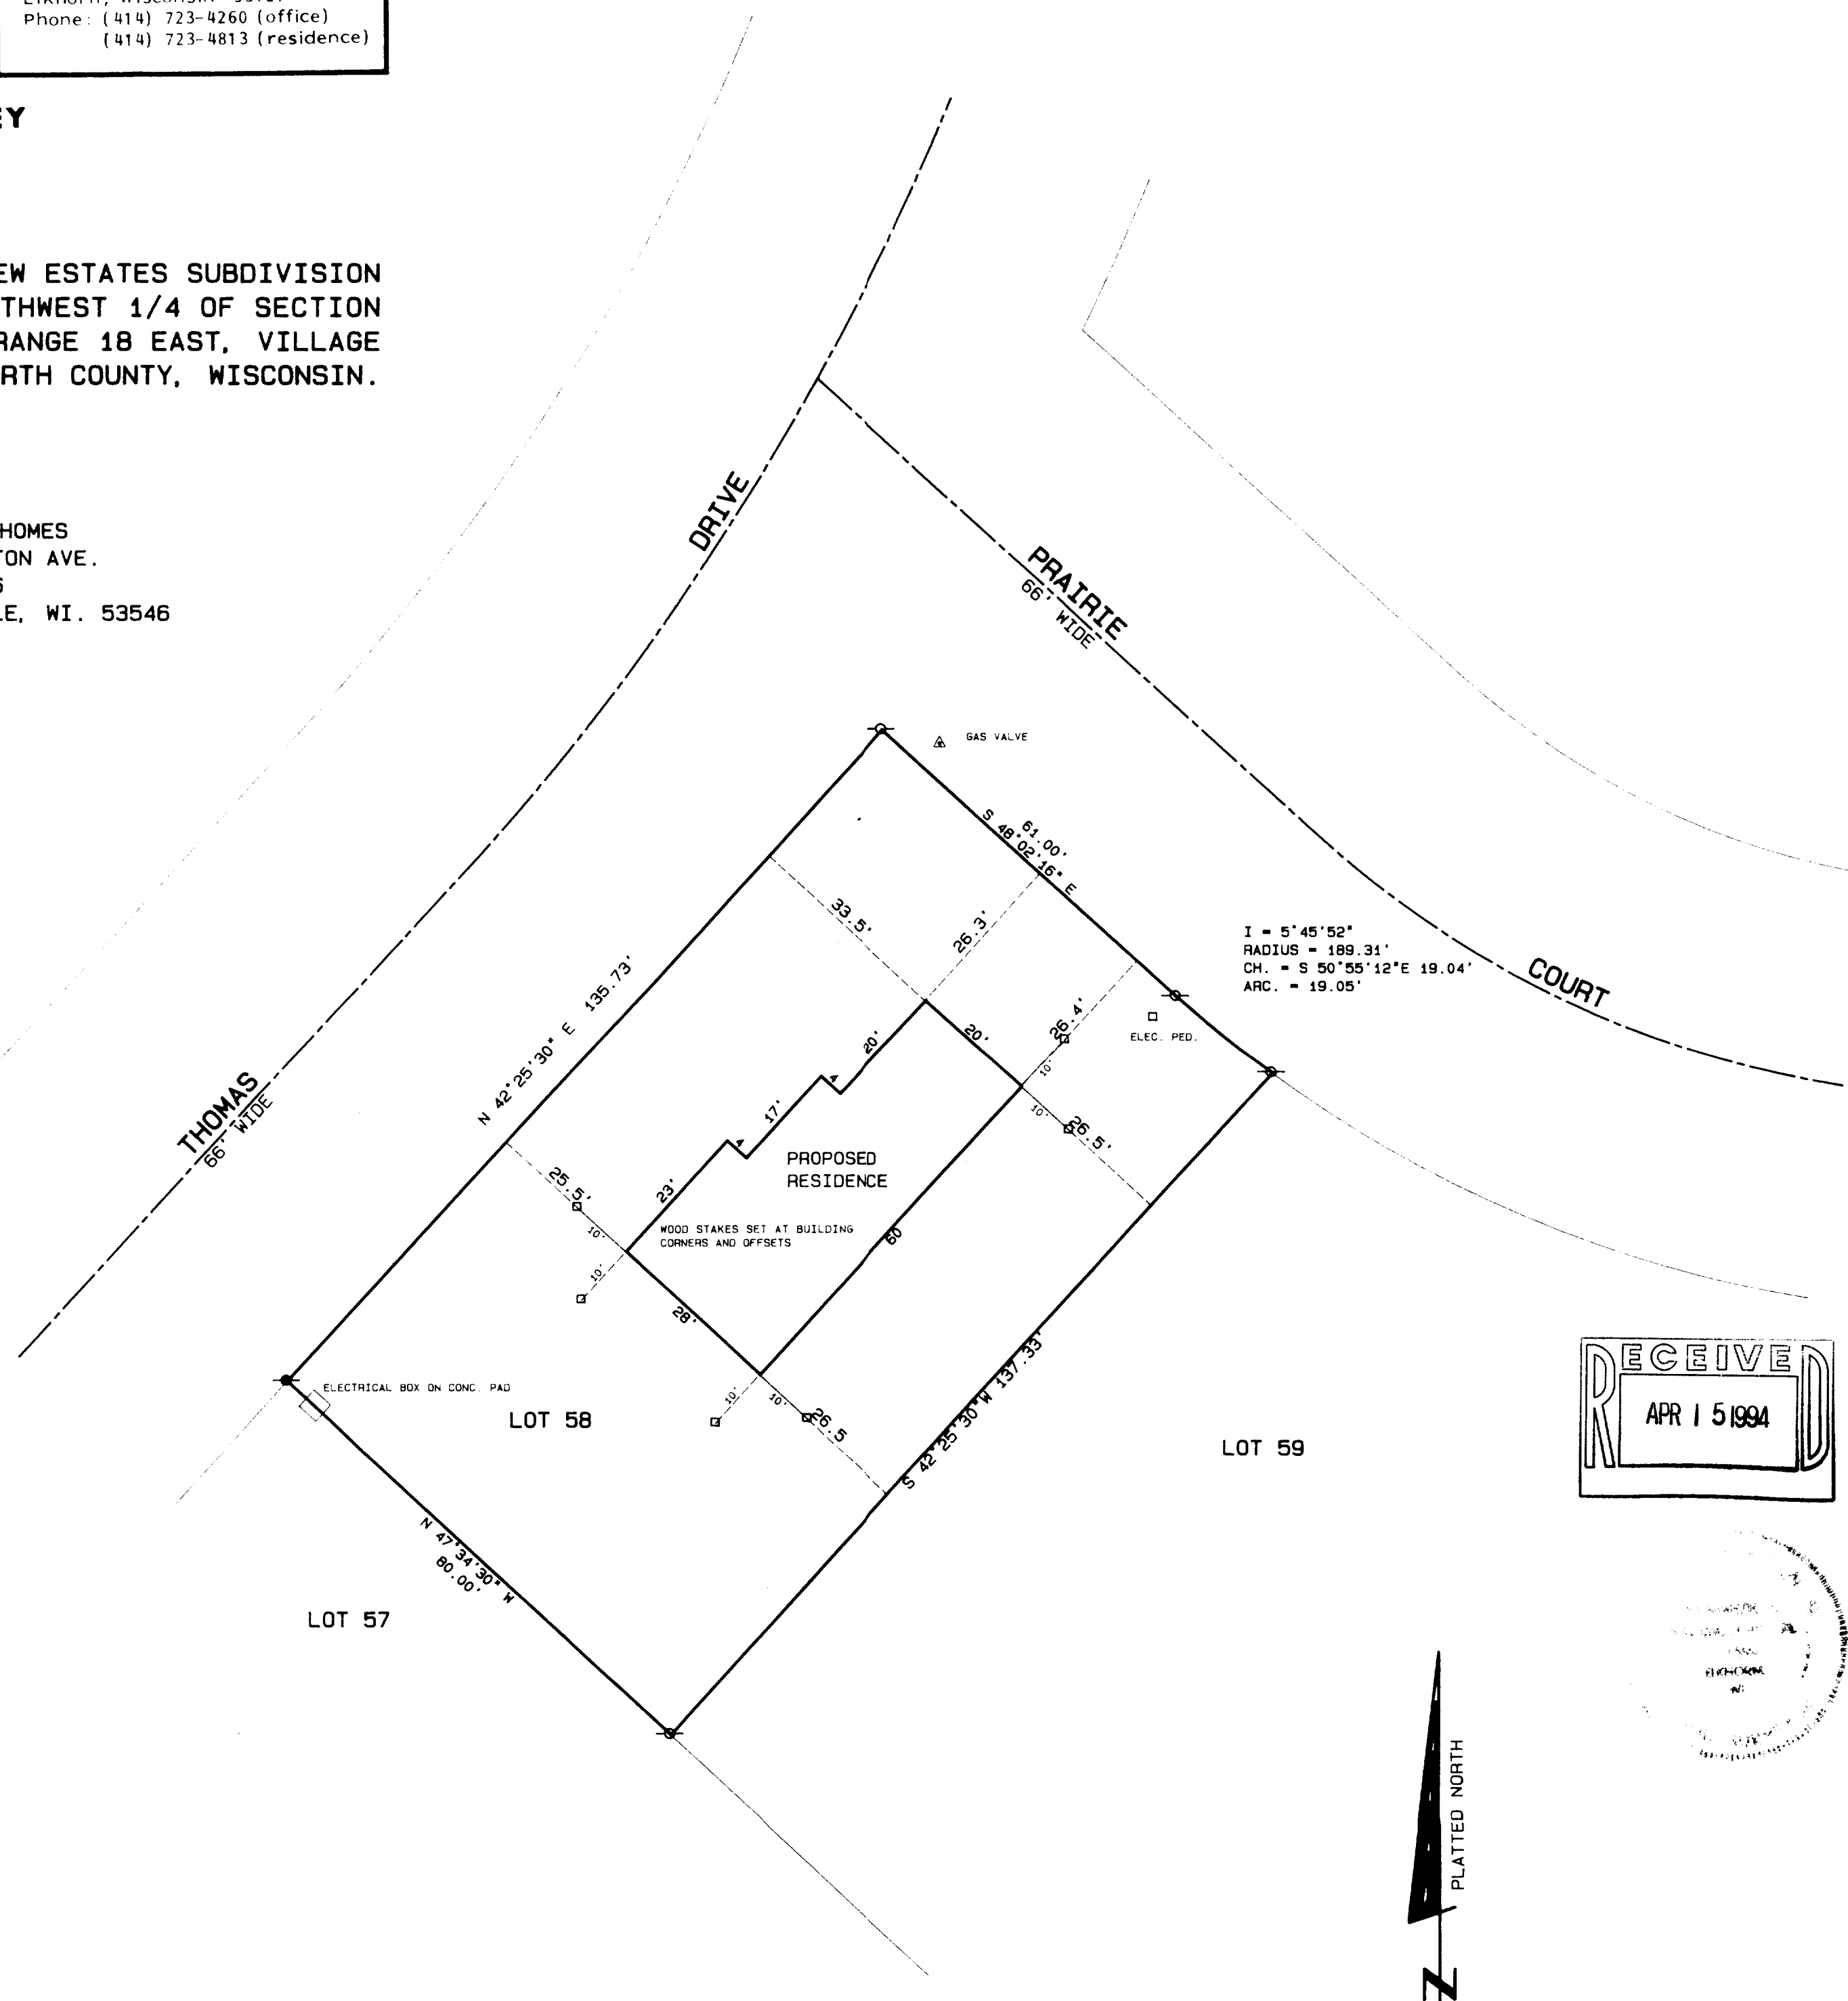 Phone: (414) 723-4260 (office)
(414) 723-4813 (residence)
EY
EW ESTATES SUBDIVISION
THWEST 1/4 OF SECTION
RANGE 18 EAST, VILLAGE
RTH COUNTY, WISCONSIN.
HOMES
TON AVE.
LE, WI. 53546
DRIVE
PRAIRIE
66' WIDE
GAS VALVE
61.00'
S 48°02'16" E
33.5'
26.3'
I = 5°45'52"
RADIUS = 189.31'
CH. = S 50°55'12"E 19.04'
ARC. = 19.05'
COURT
N 42°25'30" E 135.73'
26.4'
20'
20'
ELEC. PED.
10'
THOMAS
66' WIDE
4
17'
10'
26.5'
4
PROPOSED
RESIDENCE
25.5'
23'
10'
WOOD STAKES SET AT BUILDING
CORNERS AND OFFSETS
60
10'
28'
S 42°25'30"W 137.33'
ELECTRICAL BOX ON CONC. PAD
10'
10'
26.5
LOT 58
LOT 59
RECEIVED
APR 15 1994
N 47°34'30" W
80.00'
LOT 57
ELKHORN
PLATTED NORTH
N